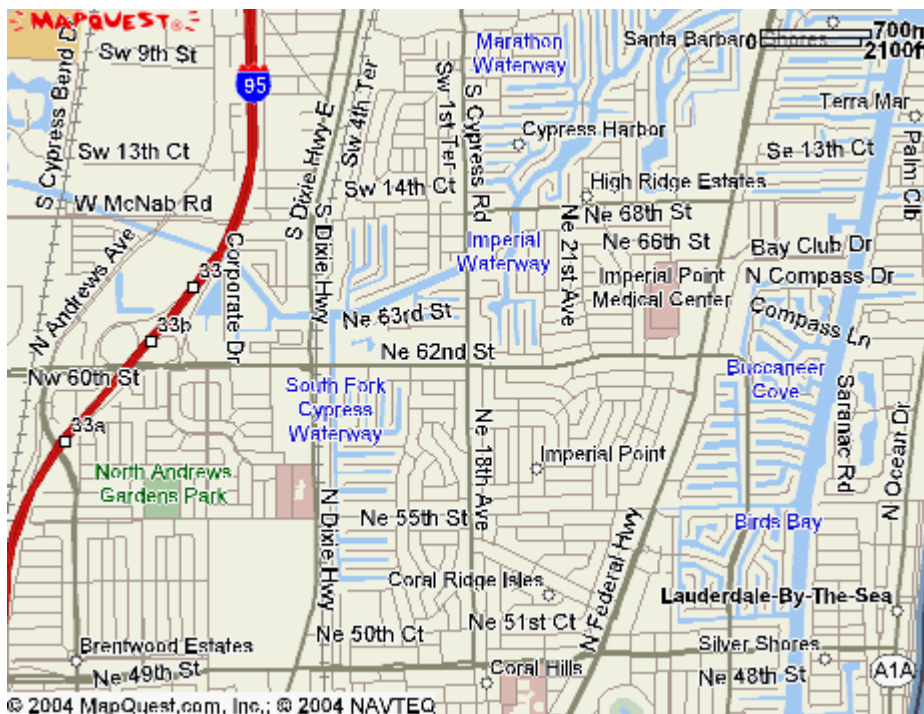 MAPQUEST®
Sw 9th St
S Cypress Bend Dr
95
Sw 4th Ter
Sw 1st Ter
S Cypress Rd
Marathon
Waterway
Santa Barbara Shores
0
700m
2100ft
Cypress Harbor
Terra Mar
Palm Clb
Sw 13th Ct
Se 13th Ct
S Dixie Hwy E
Sw 14th Ct
High Ridge Estates
W McNab Rd
S Dixie Hwy
Ne 68th St
Imperial
Waterway
Ne 21st Ave
Ne 66th St
Bay Club Dr
N Andrews Ave
Corporate Dr
33
Imperial Point
Medical Center
N Compass Dr
Compass Ln
Ne 63rd St
33b
Ne 62nd St
Nw 60th St
South Fork
Cypress
Waterway
Buccaneer
Cove
Saranac Rd
N Ocean Dr
33a
Ne 18th Ave
Imperial Point
North Andrews
Gardens Park
N Dixie Hwy
Ne 55th St
N Federal Hwy
Birds Bay
Coral Ridge Isles
Lauderdale-By-The-Sea
Ne 50th Ct
Ne 51st Ct
Brentwood Estates
Silver Shores
Ne 49th St
Coral Hills
Ne 48th St
A1A
© 2004 MapQuest.com, Inc.; © 2004 NAVTEQ